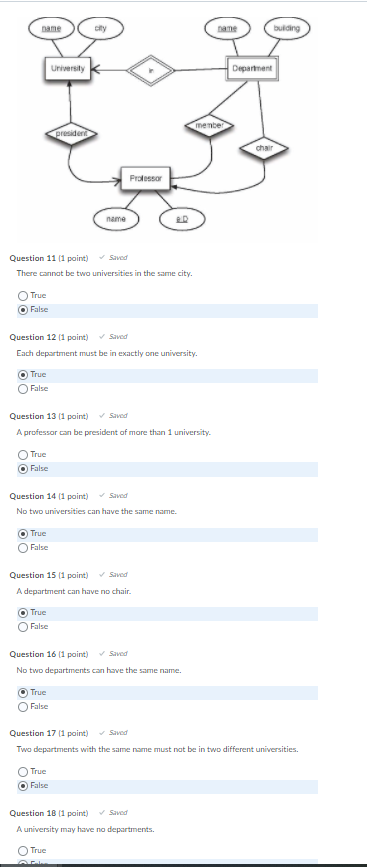 name
city
name
building
University
in
Department
president
member
chair
Professor
name
Question 11 (1 point) ✓ Saved
There cannot be two universities in the same city.
True
False
Question 12 (1 point) ✓ Saved
Each department must be in exactly one university.
True
False
Question 13 (1 point) ✓ Saved
A professor can be president of more than 1 university.
True
False
Question 14 (1 point) ✓ Saved
No two universities can have the same name.
True
False
Question 15 (1 point) ✓ Saved
A department can have no chair.
True
False
Question 16 (1 point) ✓ Saved
No two departments can have the same name.
True
False
Question 17 (1 point) ✓ Saved
Two departments with the same name must not be in two different universities.
True
False
Question 18 (1 point) ✓ Saved
A university may have no departments.
True